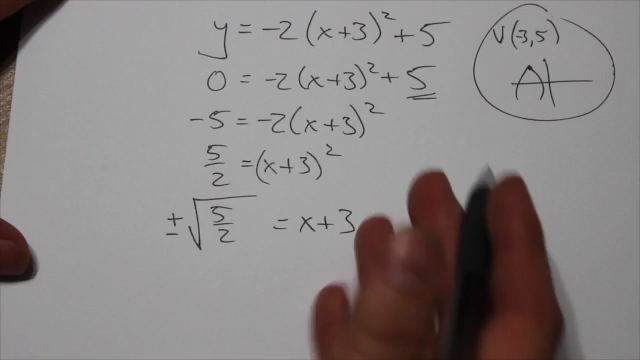 y = -2(x+3)² + 5
0 = -2(x+3)² + 5
-5 = -2(x+3)²
5/2 = (x+3)²
±√(5/2) = x+3
V(-3,5)